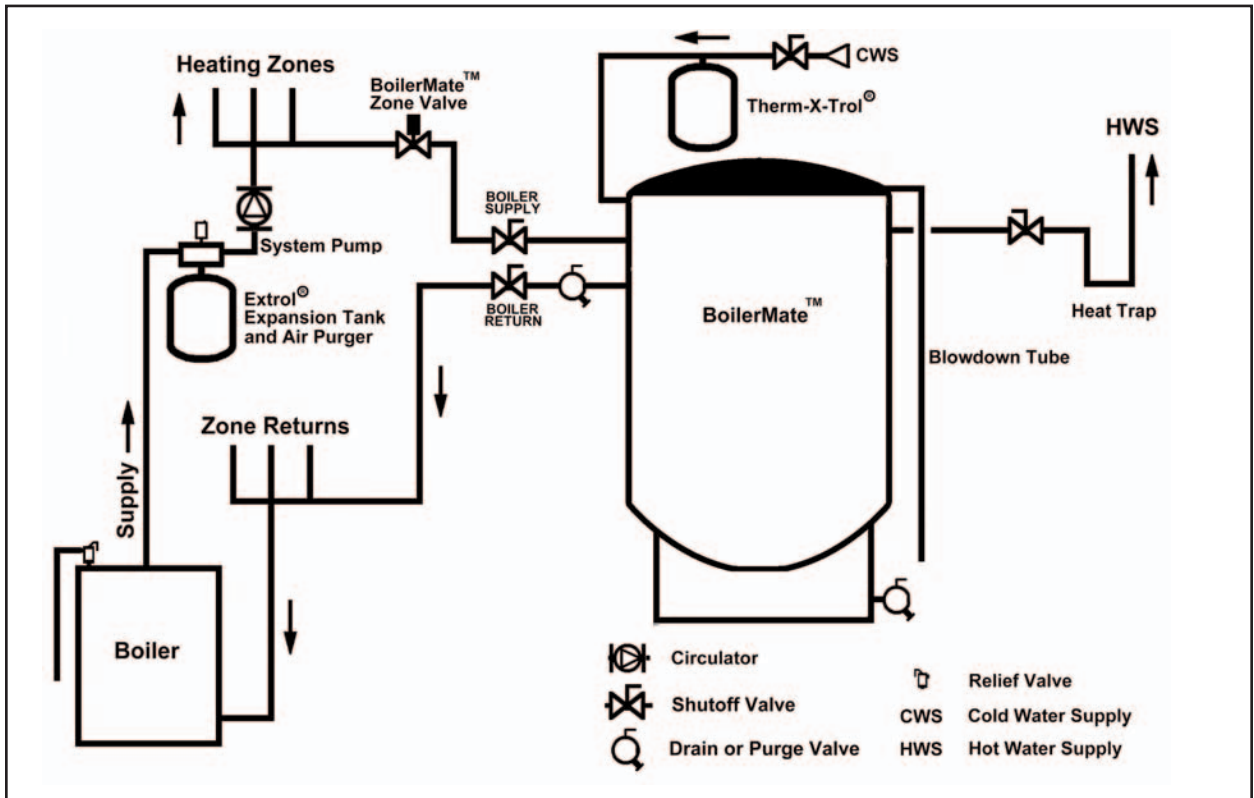 Heating Zones
BoilerMate™
Zone Valve
CWS
Therm-X-Trol®
HWS
BOILER
SUPPLY
System Pump
Extrol®
Expansion Tank
and Air Purger
BOILER
RETURN
BoilerMate™
Heat Trap
Blowdown Tube
Zone Returns
Supply
Boiler
Circulator
Shutoff Valve
Drain or Purge Valve
Relief Valve
CWS Cold Water Supply
HWS Hot Water Supply